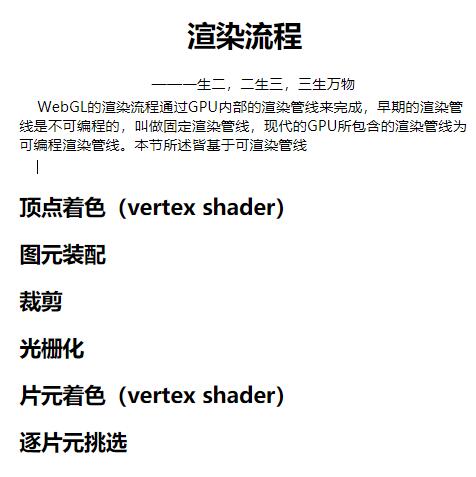 渲染流程
———一生二，二生三，三生万物
WebGL的渲染流程通过GPU内部的渲染管线来完成，早期的渲染管
线是不可编程的，叫做固定渲染管线，现代的GPU所包含的渲染管线为
可编程渲染管线。本节所述皆基于可渲染管线
顶点着色（vertex shader）
图元装配
裁剪
光栅化
片元着色（vertex shader）
逐片元挑选